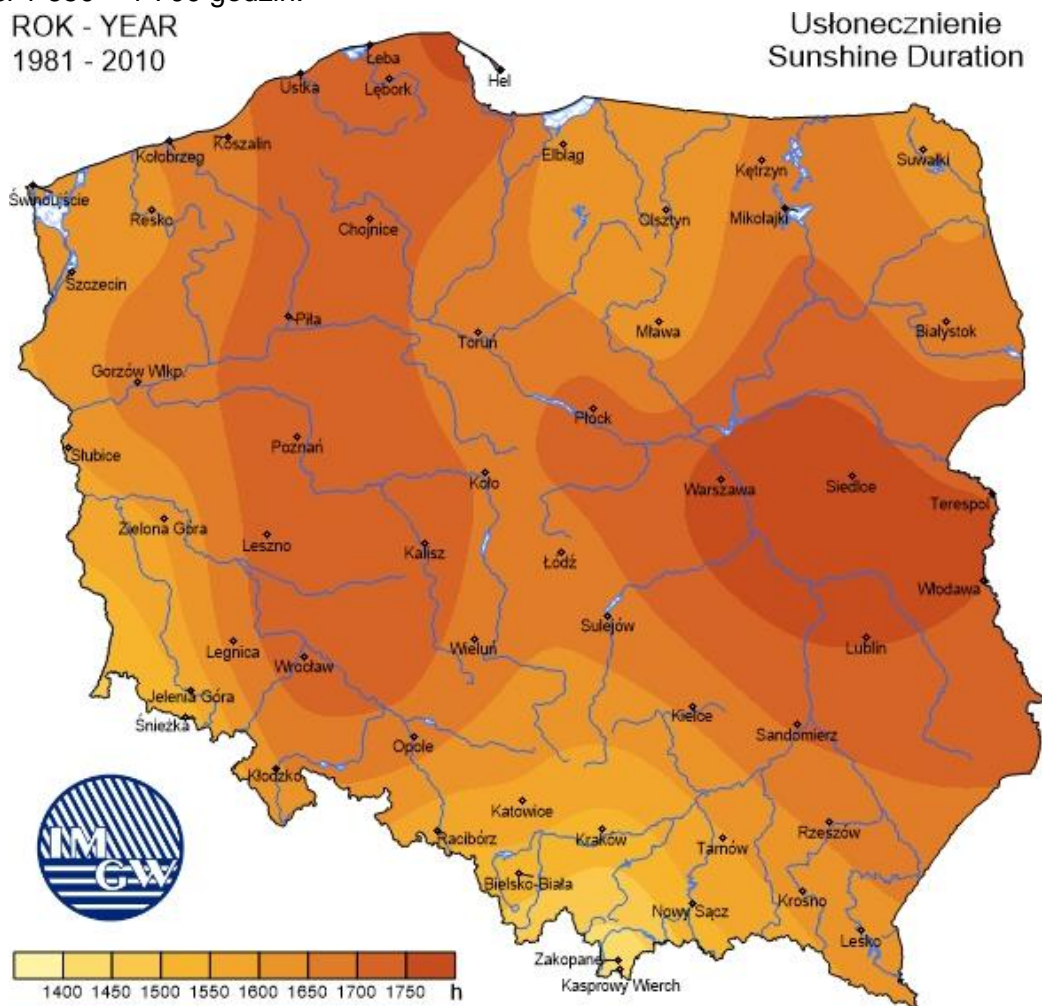 ROK - YEAR
1981 - 2010
Usłonecznienie
Sunshine Duration
Łeba
Hel
Ustka
Lębork
Koszalin
Kołobrzeg
Elbląg
Suwałki
Kętrzyn
Świnoujście
Resko
Chojnice
Olsztyn
Mikołajki
Szczecin
Piła
Toruń
Mława
Białystok
Gorzów Wlkp.
Płock
Poznań
Słubice
Koło
Warszawa
Siedlce
Terespol
Zielona Góra
Leszno
Kalisz
Łódź
Włodawa
Sulejów
Legnica
Wrocław
Wieluń
Lublin
Jelenia Góra
Śnieżka
Kielce
Sandomierz
Opole
Kłodzko
Katowice
Racibórz
Kraków
Tarnów
Rzeszów
Bielsko-Biała
Nowy Sącz
Krosno
Lesko
Zakopane
Kasprowy Wierch
IM
GW
1400 1450 1500 1550 1600 1650 1700 1750 h